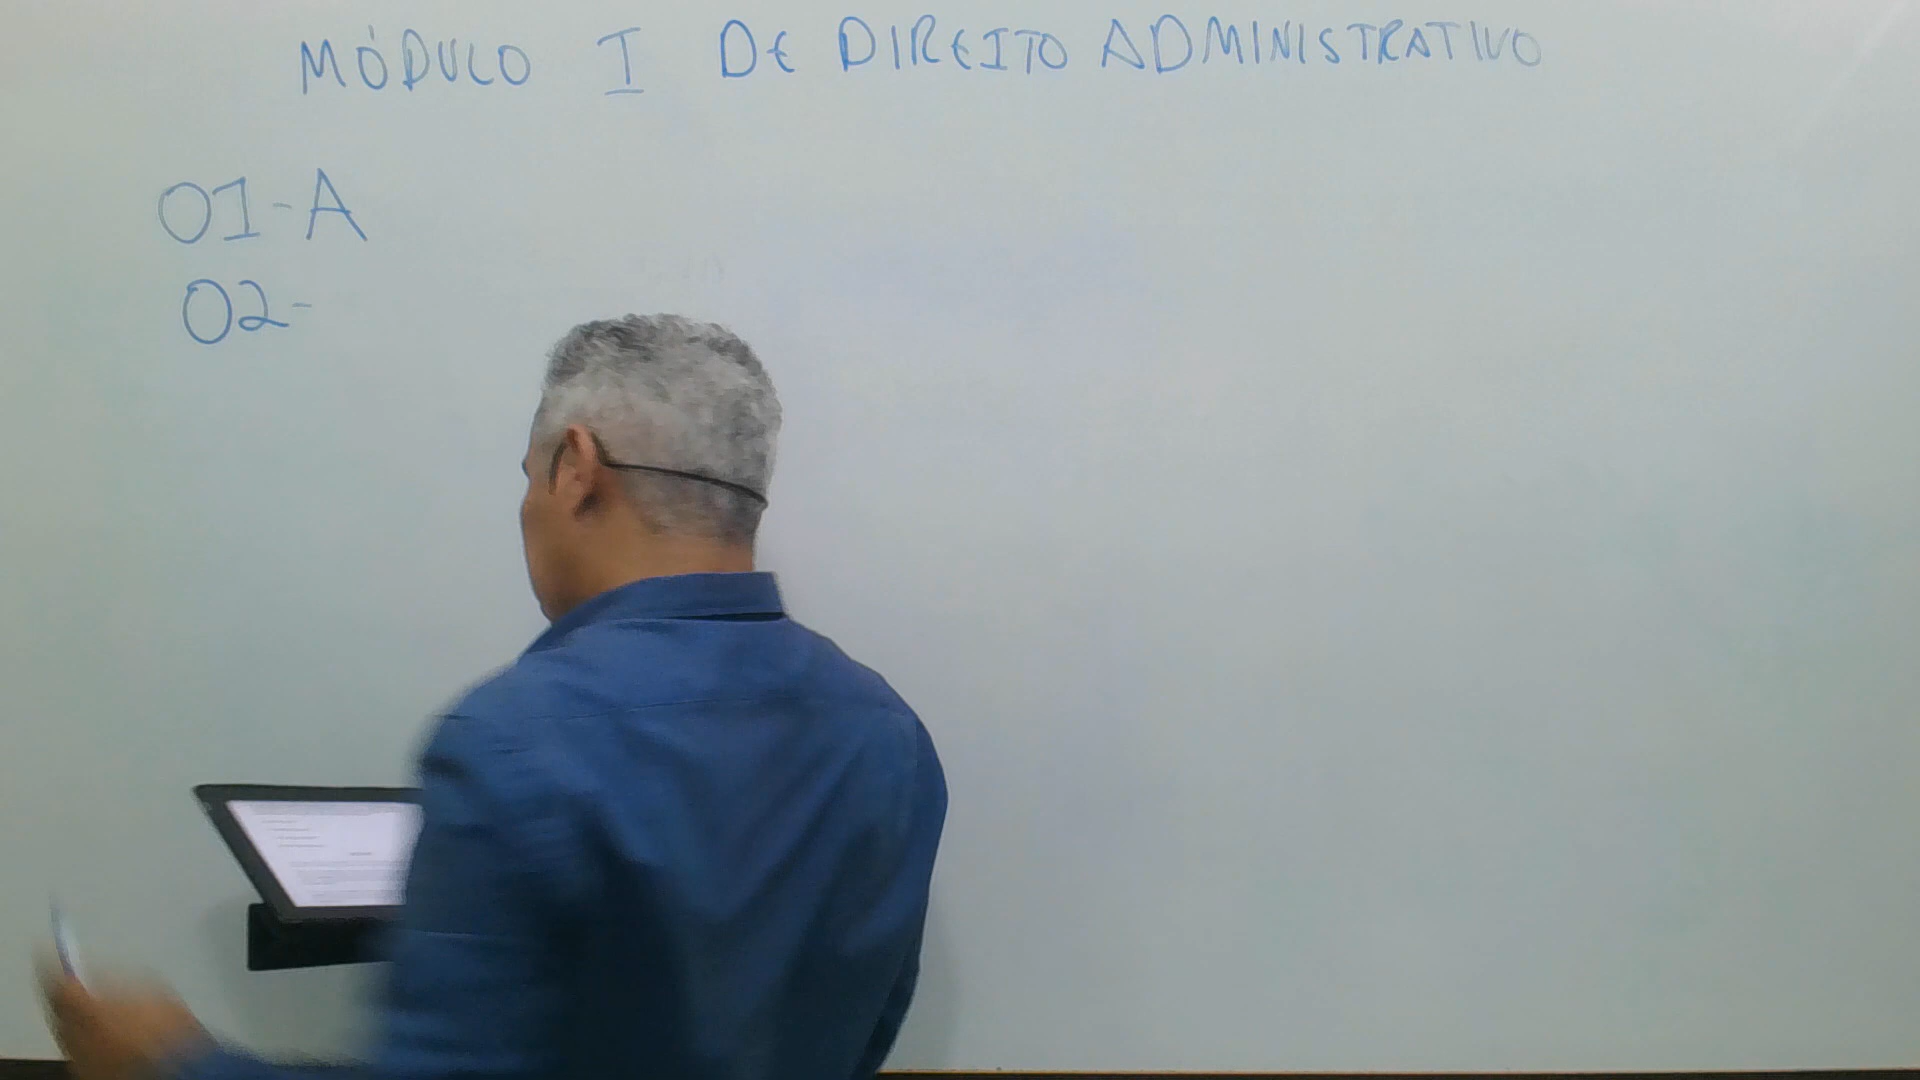 MÓDULO I DE DIREITO ADMINISTRATIVO
01-A
02-